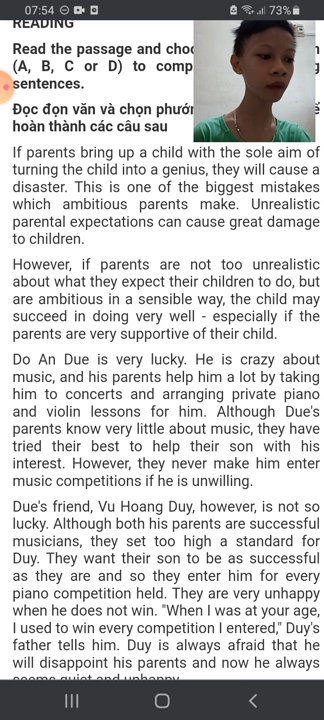 07:54
73%
READING
Read the passage and
(A, B, C or D) to
sentences.
Đọc đọn văn và chọn
hoàn thành các câu sau
If parents bring up a child with the sole aim of
turning the child into a genius, they will cause a
disaster. This is one of the biggest mistakes
which ambitious parents make. Unrealistic
parental expectations can cause great damage
to children.
However, if parents are not too unrealistic
about what they expect their children to do, but
are ambitious in a sensible way, the child may
succeed in doing very well - especially if the
parents are very supportive of their child.
Do An Due is very lucky. He is crazy about
music, and his parents help him a lot by taking
him to concerts and arranging private piano
and violin lessons for him. Although Due's
parents know very little about music, they have
tried their best to help their son with his
interest. However, they never make him enter
music competitions if he is unwilling.
Due's friend, Vu Hoang Duy, however, is not so
lucky. Although both his parents are successful
musicians, they set too high a standard for
Duy. They want their son to be as successful
as they are and so they enter him for every
piano competition held. They are very unhappy
when he does not win. "When I was at your age,
I used to win every competition I entered," Duy's
father tells him. Duy is always afraid that he
will disappoint his parents and now he always
seems quiet and unhappy.